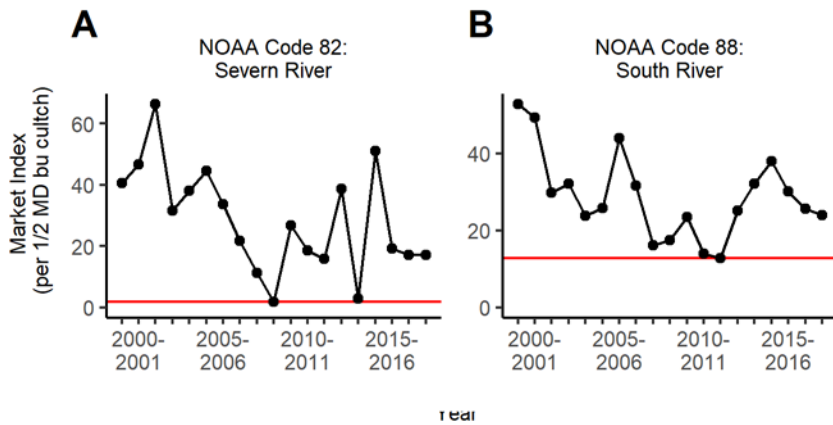 A
NOAA Code 82:
Severn River
B
NOAA Code 88:
South River
Market Index
(per 1/2 MD bu cultch)
60
40
20
0
40
20
0
2000-
2001
2005-
2006
2010-
2011
2015-
2016
2000-
2001
2005-
2006
2010-
2011
2015-
2016
Year